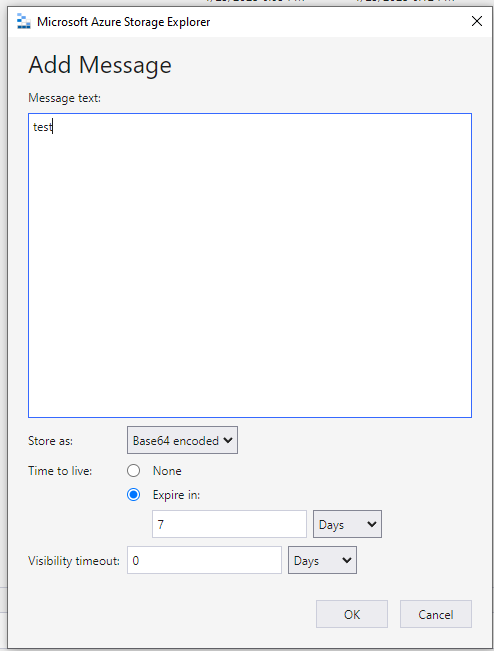 Microsoft Azure Storage Explorer
Add Message
Message text:
test
Store as: Base64 encoded
Time to live: None
Expire in:
7 Days
Visibility timeout: 0 Days
OK Cancel